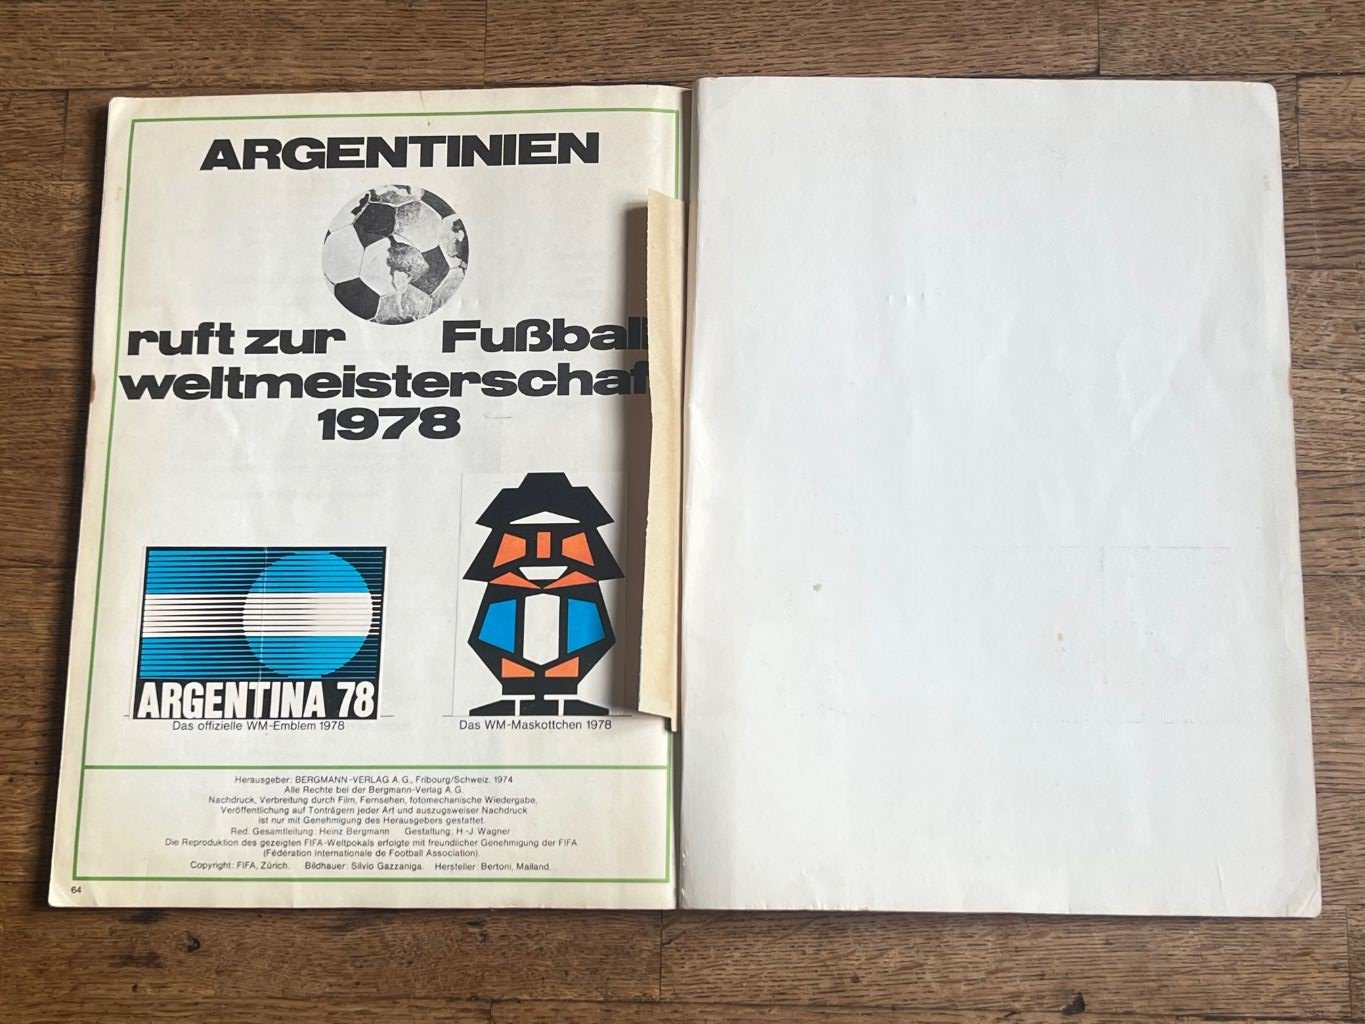 ARGENTINIEN
ruft zur Fußball
weltmeisterschaf
1978
ARGENTINA 78
Das offizielle WM-Emblem 1978
Das WM-Maskottchen 1978
Herausgeber: BERGMANN-VERLAG A.G., Fribourg/Schweiz. 1974
Alle Rechte bei der Bergmann-Verlag A.G.
Nachdruck, Verbreitung durch Film, Fernsehen, fotomechanische Wiedergabe,
Veröffentlichung auf Tonträgern jeder Art und auszugsweiser Nachdruck
ist nur mit Genehmigung des Herausgebers gestattet.
Red. Gesamtleitung: Heinz Bergmann Gestaltung: H.-J. Wagner
Die Reproduktion des gezeigten FIFA-Weltpokals erfolgte mit freundlicher Genehmigung der FIFA
(Fédération Internationale de Football Association).
Copyright: FIFA, Zürich. Bildhauer: Silvio Gazzaniga. Hersteller: Bertoni, Mailand.
64